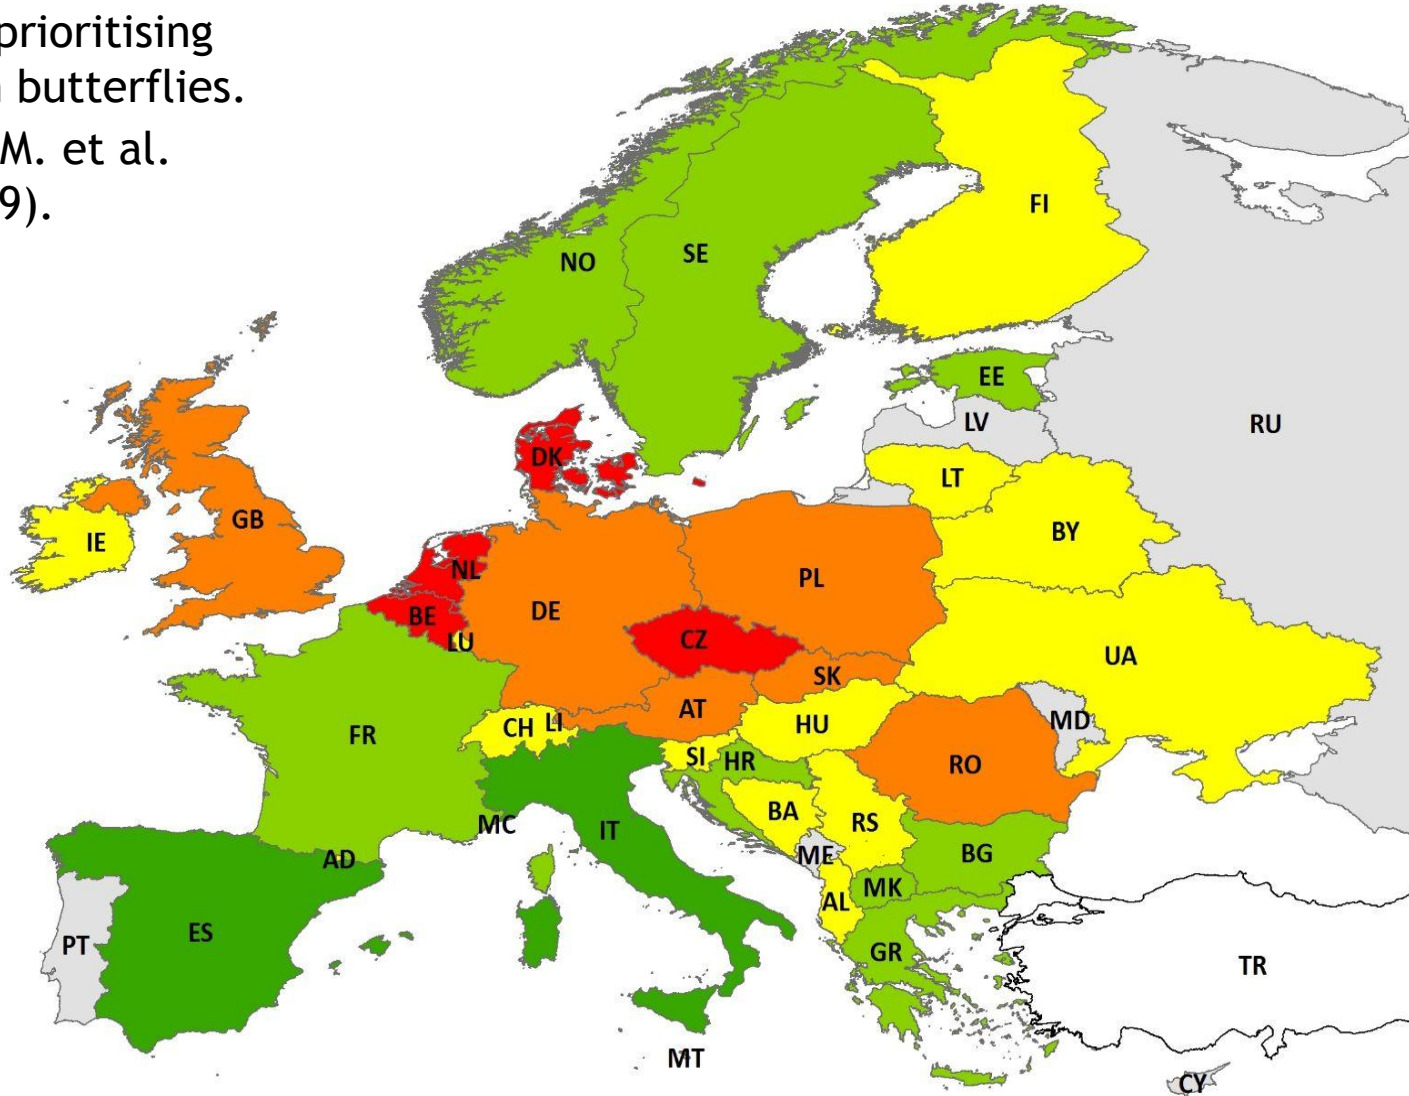 prioritising
butterflies.
M. et al.
9).
FI
NO
SE
EE
LV
RU
DK
LT
GB
BY
IE
NL
PL
BE
DE
CZ
LU
UA
SK
AT
CH
LI
HU
MD
FR
SI
HR
RO
BA
RS
MC
IT
ME
BG
AD
MK
AL
PT
ES
GR
TR
MT
CY